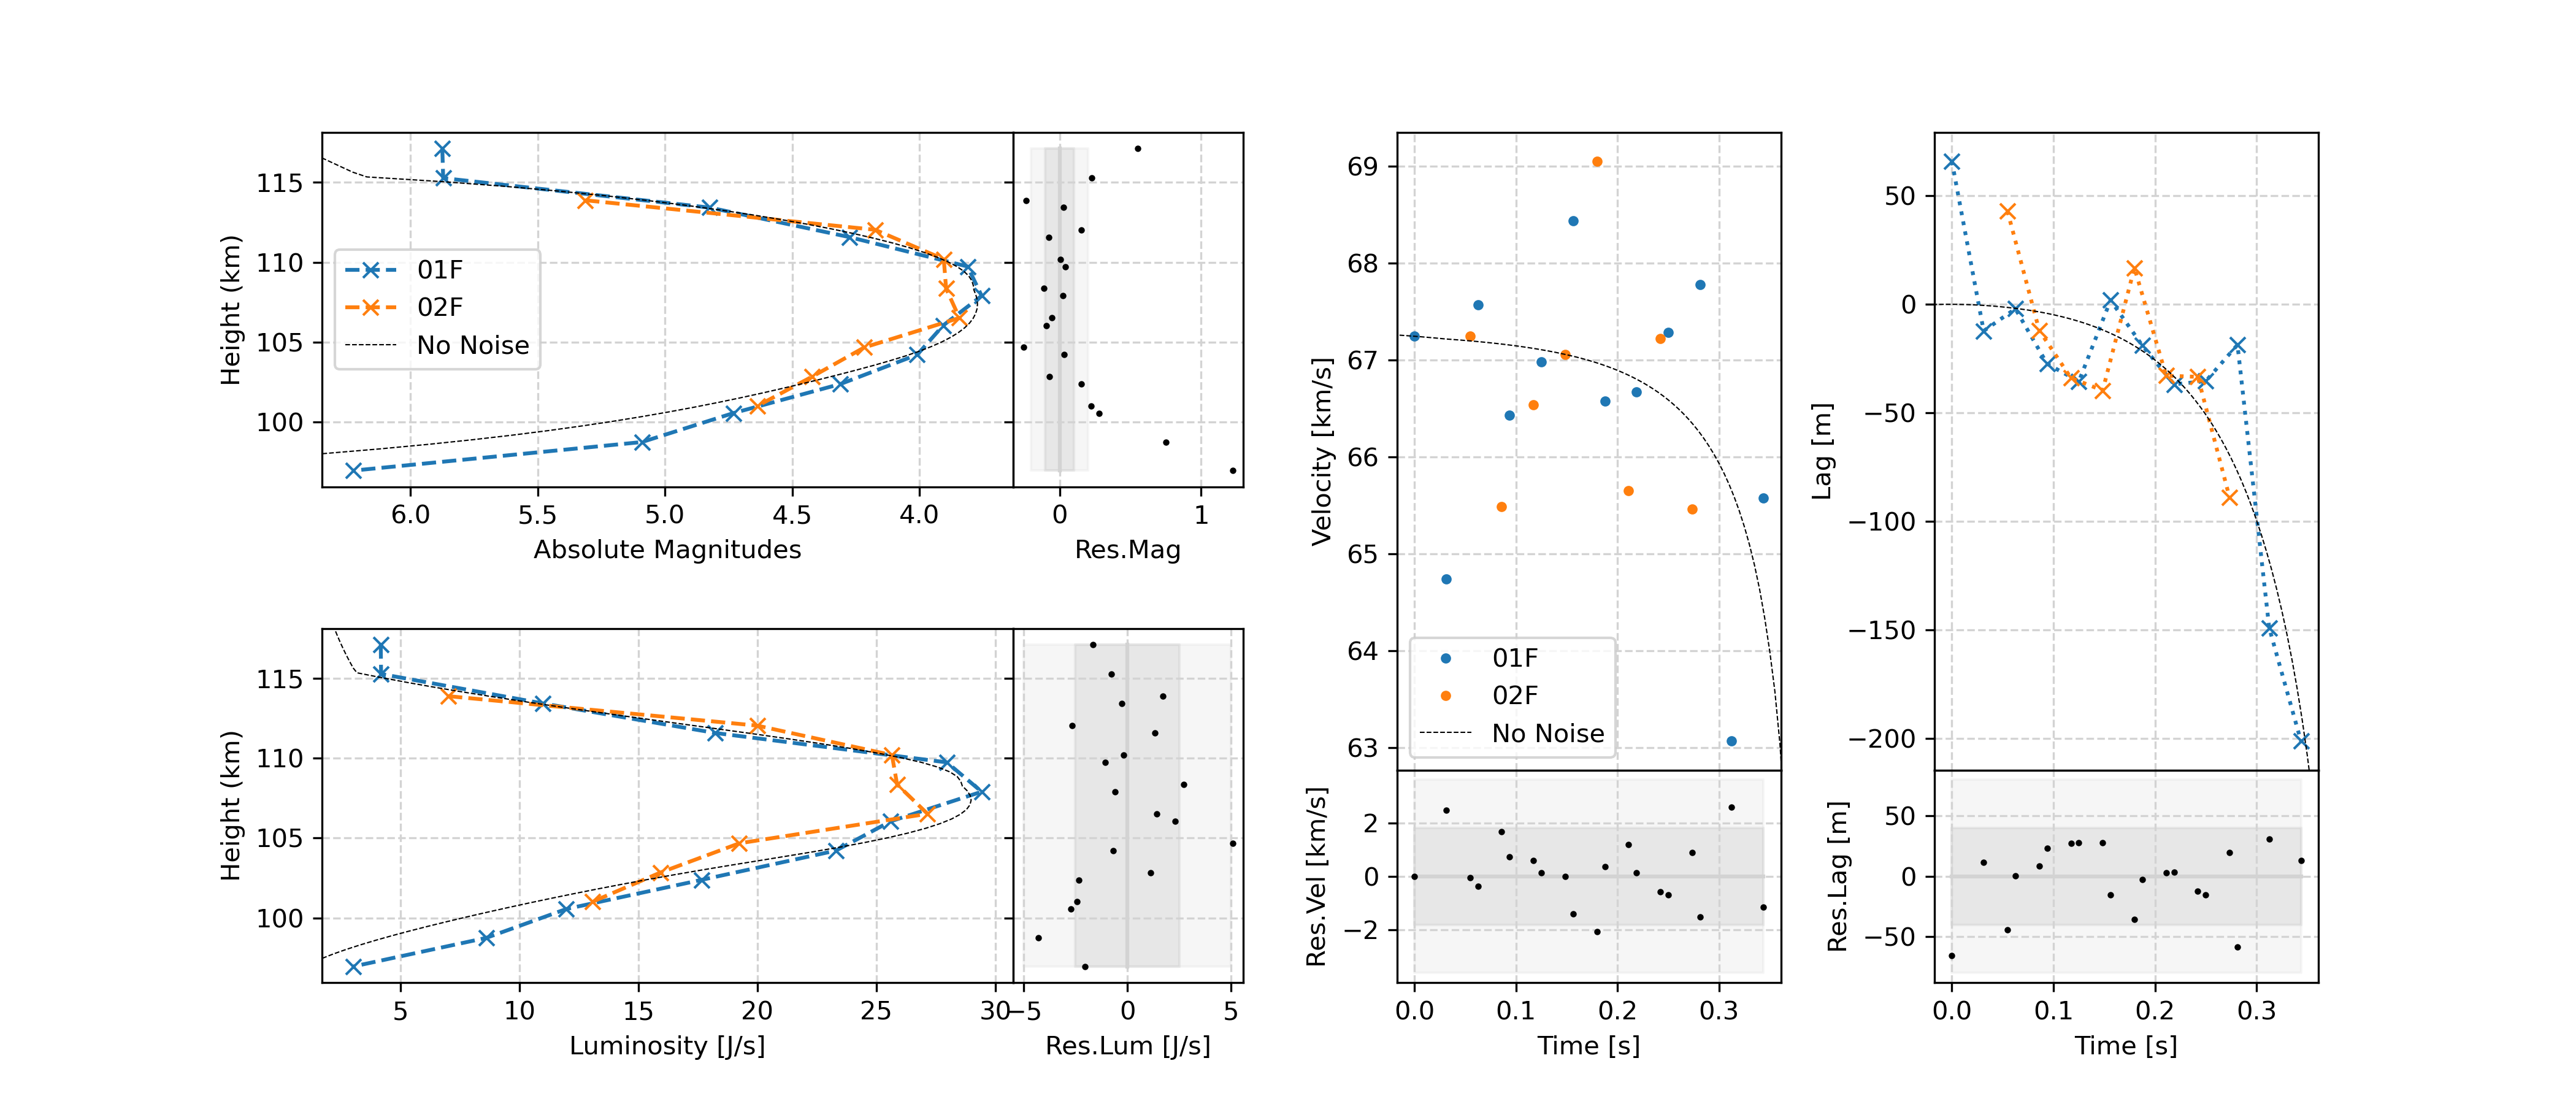 Height (km)
115
110
105
100
01F
02F
No Noise
6.0 5.5 5.0 4.5 4.0
Absolute Magnitudes
0 1
Res.Mag
Height (km)
115
110
105
100
5 10 15 20 25 30
Luminosity [J/s]
−5 0 5
Res.Lum [J/s]
Velocity [km/s]
69
68
67
66
65
64
63
01F
02F
No Noise
Res.Vel [km/s]
2
0
−2
0.0 0.1 0.2 0.3
Time [s]
Lag [m]
50
0
−50
−100
−150
−200
Res.Lag [m]
50
0
−50
0.0 0.1 0.2 0.3
Time [s]